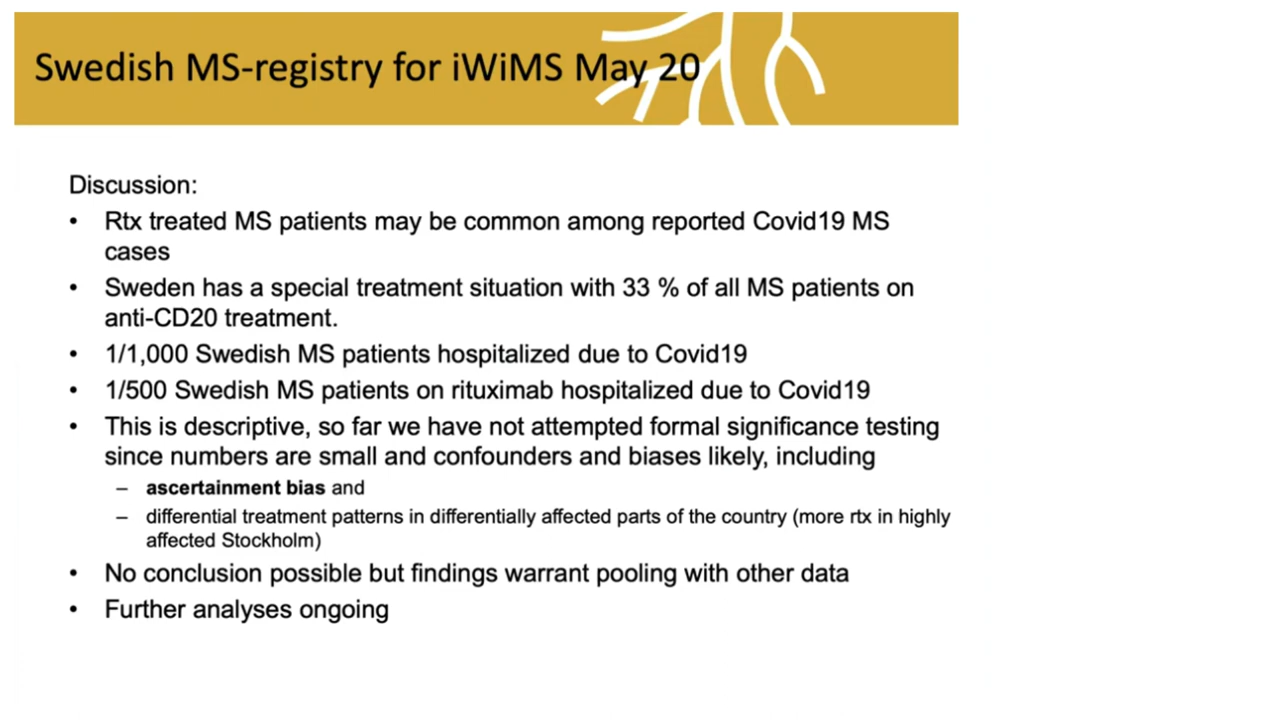 Swedish MS-registry for iWiMS May 20
Discussion:
• Rtx treated MS patients may be common among reported Covid19 MS
cases
• Sweden has a special treatment situation with 33 % of all MS patients on
anti-CD20 treatment.
• 1/1,000 Swedish MS patients hospitalized due to Covid19
• 1/500 Swedish MS patients on rituximab hospitalized due to Covid19
• This is descriptive, so far we have not attempted formal significance testing
since numbers are small and confounders and biases likely, including
– ascertainment bias and
– differential treatment patterns in differentially affected parts of the country (more rtx in highly
affected Stockholm)
• No conclusion possible but findings warrant pooling with other data
• Further analyses ongoing